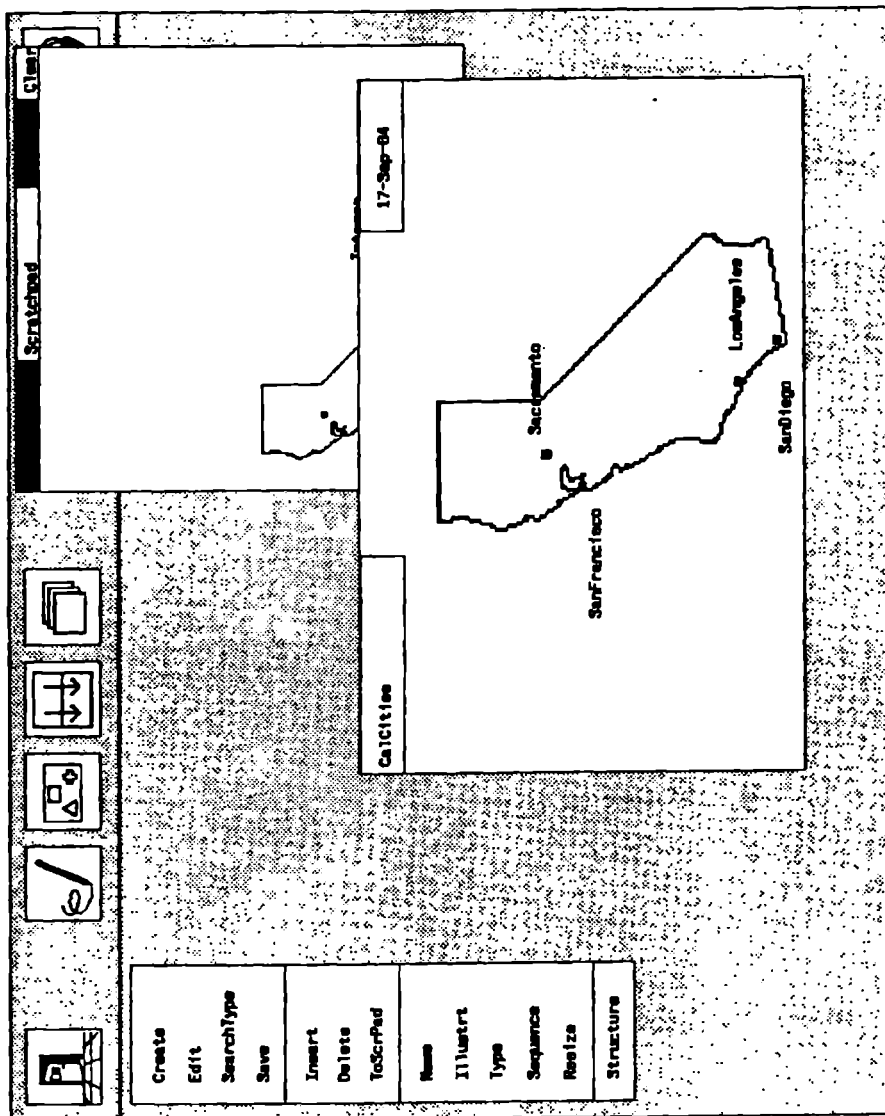 Scratchpad
Clear
CalCities
17-Sep-84
Sacramento
SanFrancisco
LosAngeles
SanDiego
Create
Edit
SearchType
Save
Insert
Delete
ToScrPad
Name
Illustrt
Type
Sequence
Resize
Structure